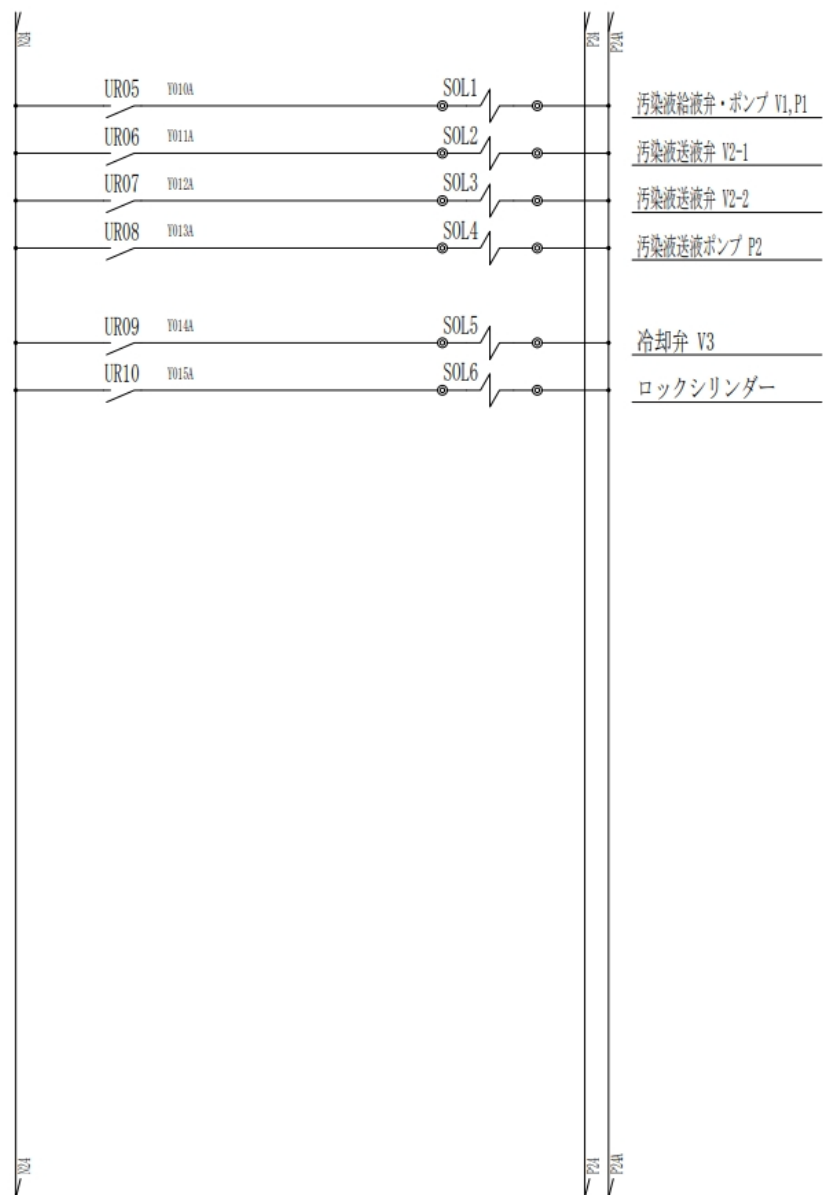 N24
P24
P24A
UR05 Y010A SOL1 汚染液給液弁・ポンプ V1,P1
UR06 Y011A SOL2 汚染液送液弁 V2-1
UR07 Y012A SOL3 汚染液送液弁 V2-2
UR08 Y013A SOL4 汚染液送液ポンプ P2
UR09 Y014A SOL5 冷却弁 V3
UR10 Y015A SOL6 ロックシリンダー
N24
P24
P24A